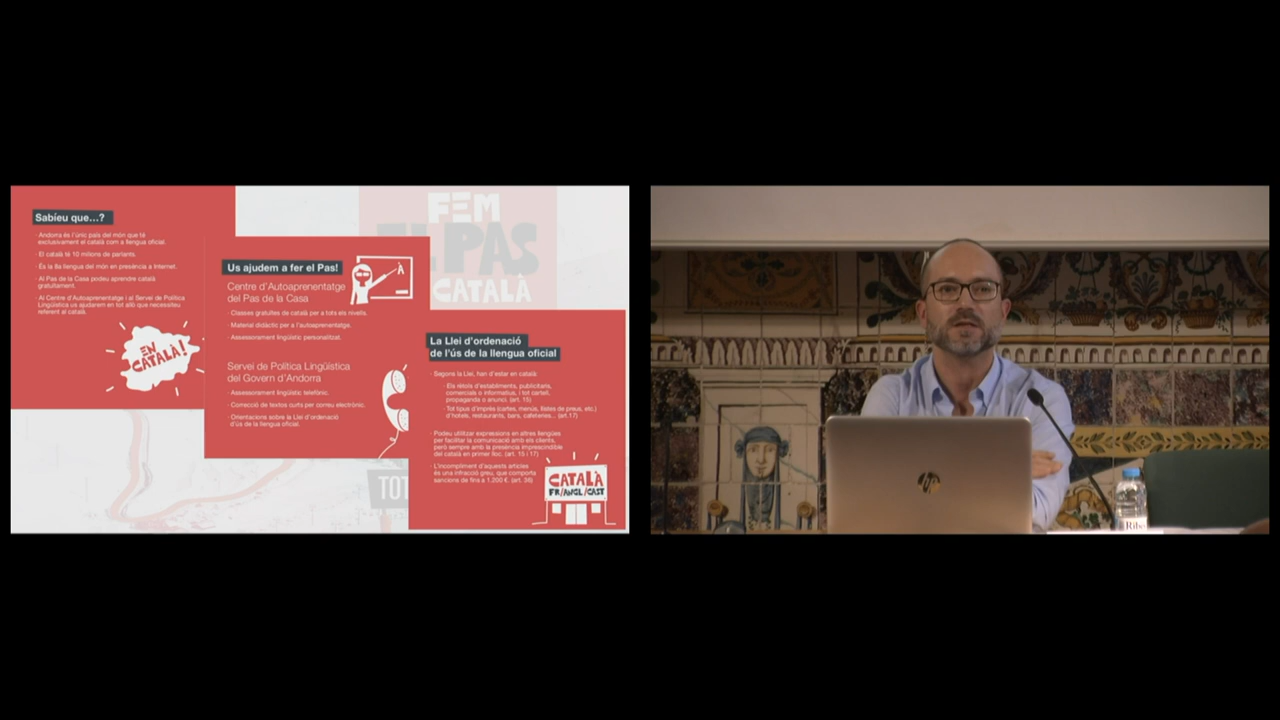 FEM
EL PAS
CATALÀ
Sabíeu que...?
· Andorra és l'únic país del món que té
exclusivament el català com a llengua oficial.
· El català té 10 milions de parlants.
· És la 8a llengua del món en presència a Internet.
· Al Pas de la Casa podeu aprendre català
gratuïtament.
· Al Centre d'Autoaprenentatge i al Servei de Política
Lingüística us ajudarem en tot allò que necessiteu
referent al català.
EN
CATALÀ!
Us ajudem a fer el Pas!
Centre d'Autoaprenentatge
del Pas de la Casa
· Classes gratuïtes de català per a tots els nivells.
· Material didàctic per a l'autoaprenentatge.
· Assessorament lingüístic personalitzat.
À
Servei de Política Lingüística
del Govern d'Andorra
· Assessorament lingüístic telefònic.
· Correcció de textos curts per correu electrònic.
· Orientacions sobre la Llei d'ordenació
d'ús de la llengua oficial.
TOT
La Llei d'ordenació
de l'ús de la llengua oficial
· Segons la Llei, han d'estar en català:
· Els rètols d'establiments, publicitaris,
comercials o informatius, i tot cartell,
propaganda o anunci. (art. 15)
· Tot tipus d'imprès (cartes, menús, llistes de preus, etc.)
d'hotels, restaurants, bars, cafeteries... (art.17)
· Podeu utilitzar expressions en altres llengües
per facilitar la comunicació amb els clients,
però sempre amb la presència imprescindible
del català en primer lloc. (art. 15 i 17)
· L'incompliment d'aquests articles
és una infracció greu, que comporta
sancions de fins a 1.200 €. (art. 38)
CATALÀ
FR/ANGL/CAST
hp
Ribe